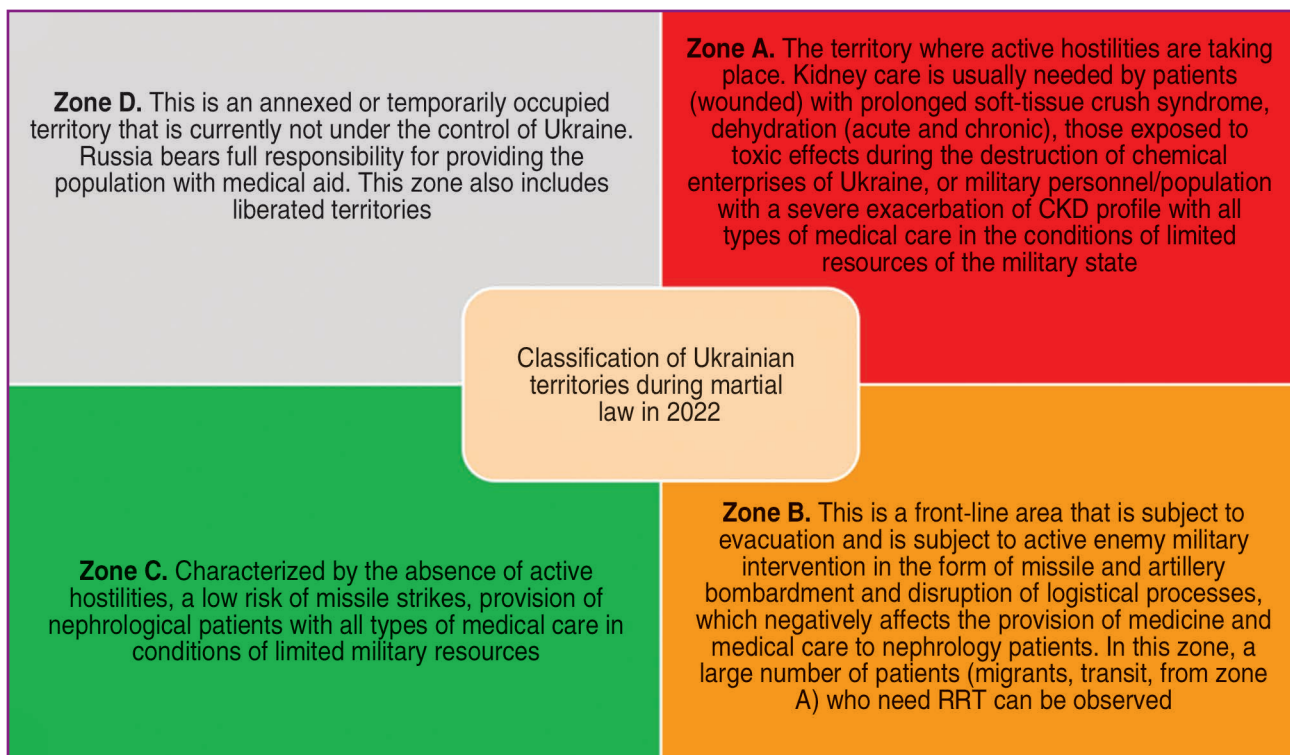 Zone D. This is an annexed or temporarily occupied
territory that is currently not under the control of Ukraine.
Russia bears full responsibility for providing the
population with medical aid. This zone also includes
liberated territories
Zone A. The territory where active hostilities are taking
place. Kidney care is usually needed by patients
(wounded) with prolonged soft-tissue crush syndrome,
dehydration (acute and chronic), those exposed to
toxic effects during the destruction of chemical
enterprises of Ukraine, or military personnel/population
with a severe exacerbation of CKD profile with all
types of medical care in the conditions of limited
resources of the military state
Classification of Ukrainian
territories during martial
law in 2022
Zone C. Characterized by the absence of active
hostilities, a low risk of missile strikes, provision of
nephrological patients with all types of medical care in
conditions of limited military resources
Zone B. This is a front-line area that is subject to
evacuation and is subject to active enemy military
intervention in the form of missile and artillery
bombardment and disruption of logistical processes,
which negatively affects the provision of medicine and
medical care to nephrology patients. In this zone, a
large number of patients (migrants, transit, from zone
A) who need RRT can be observed